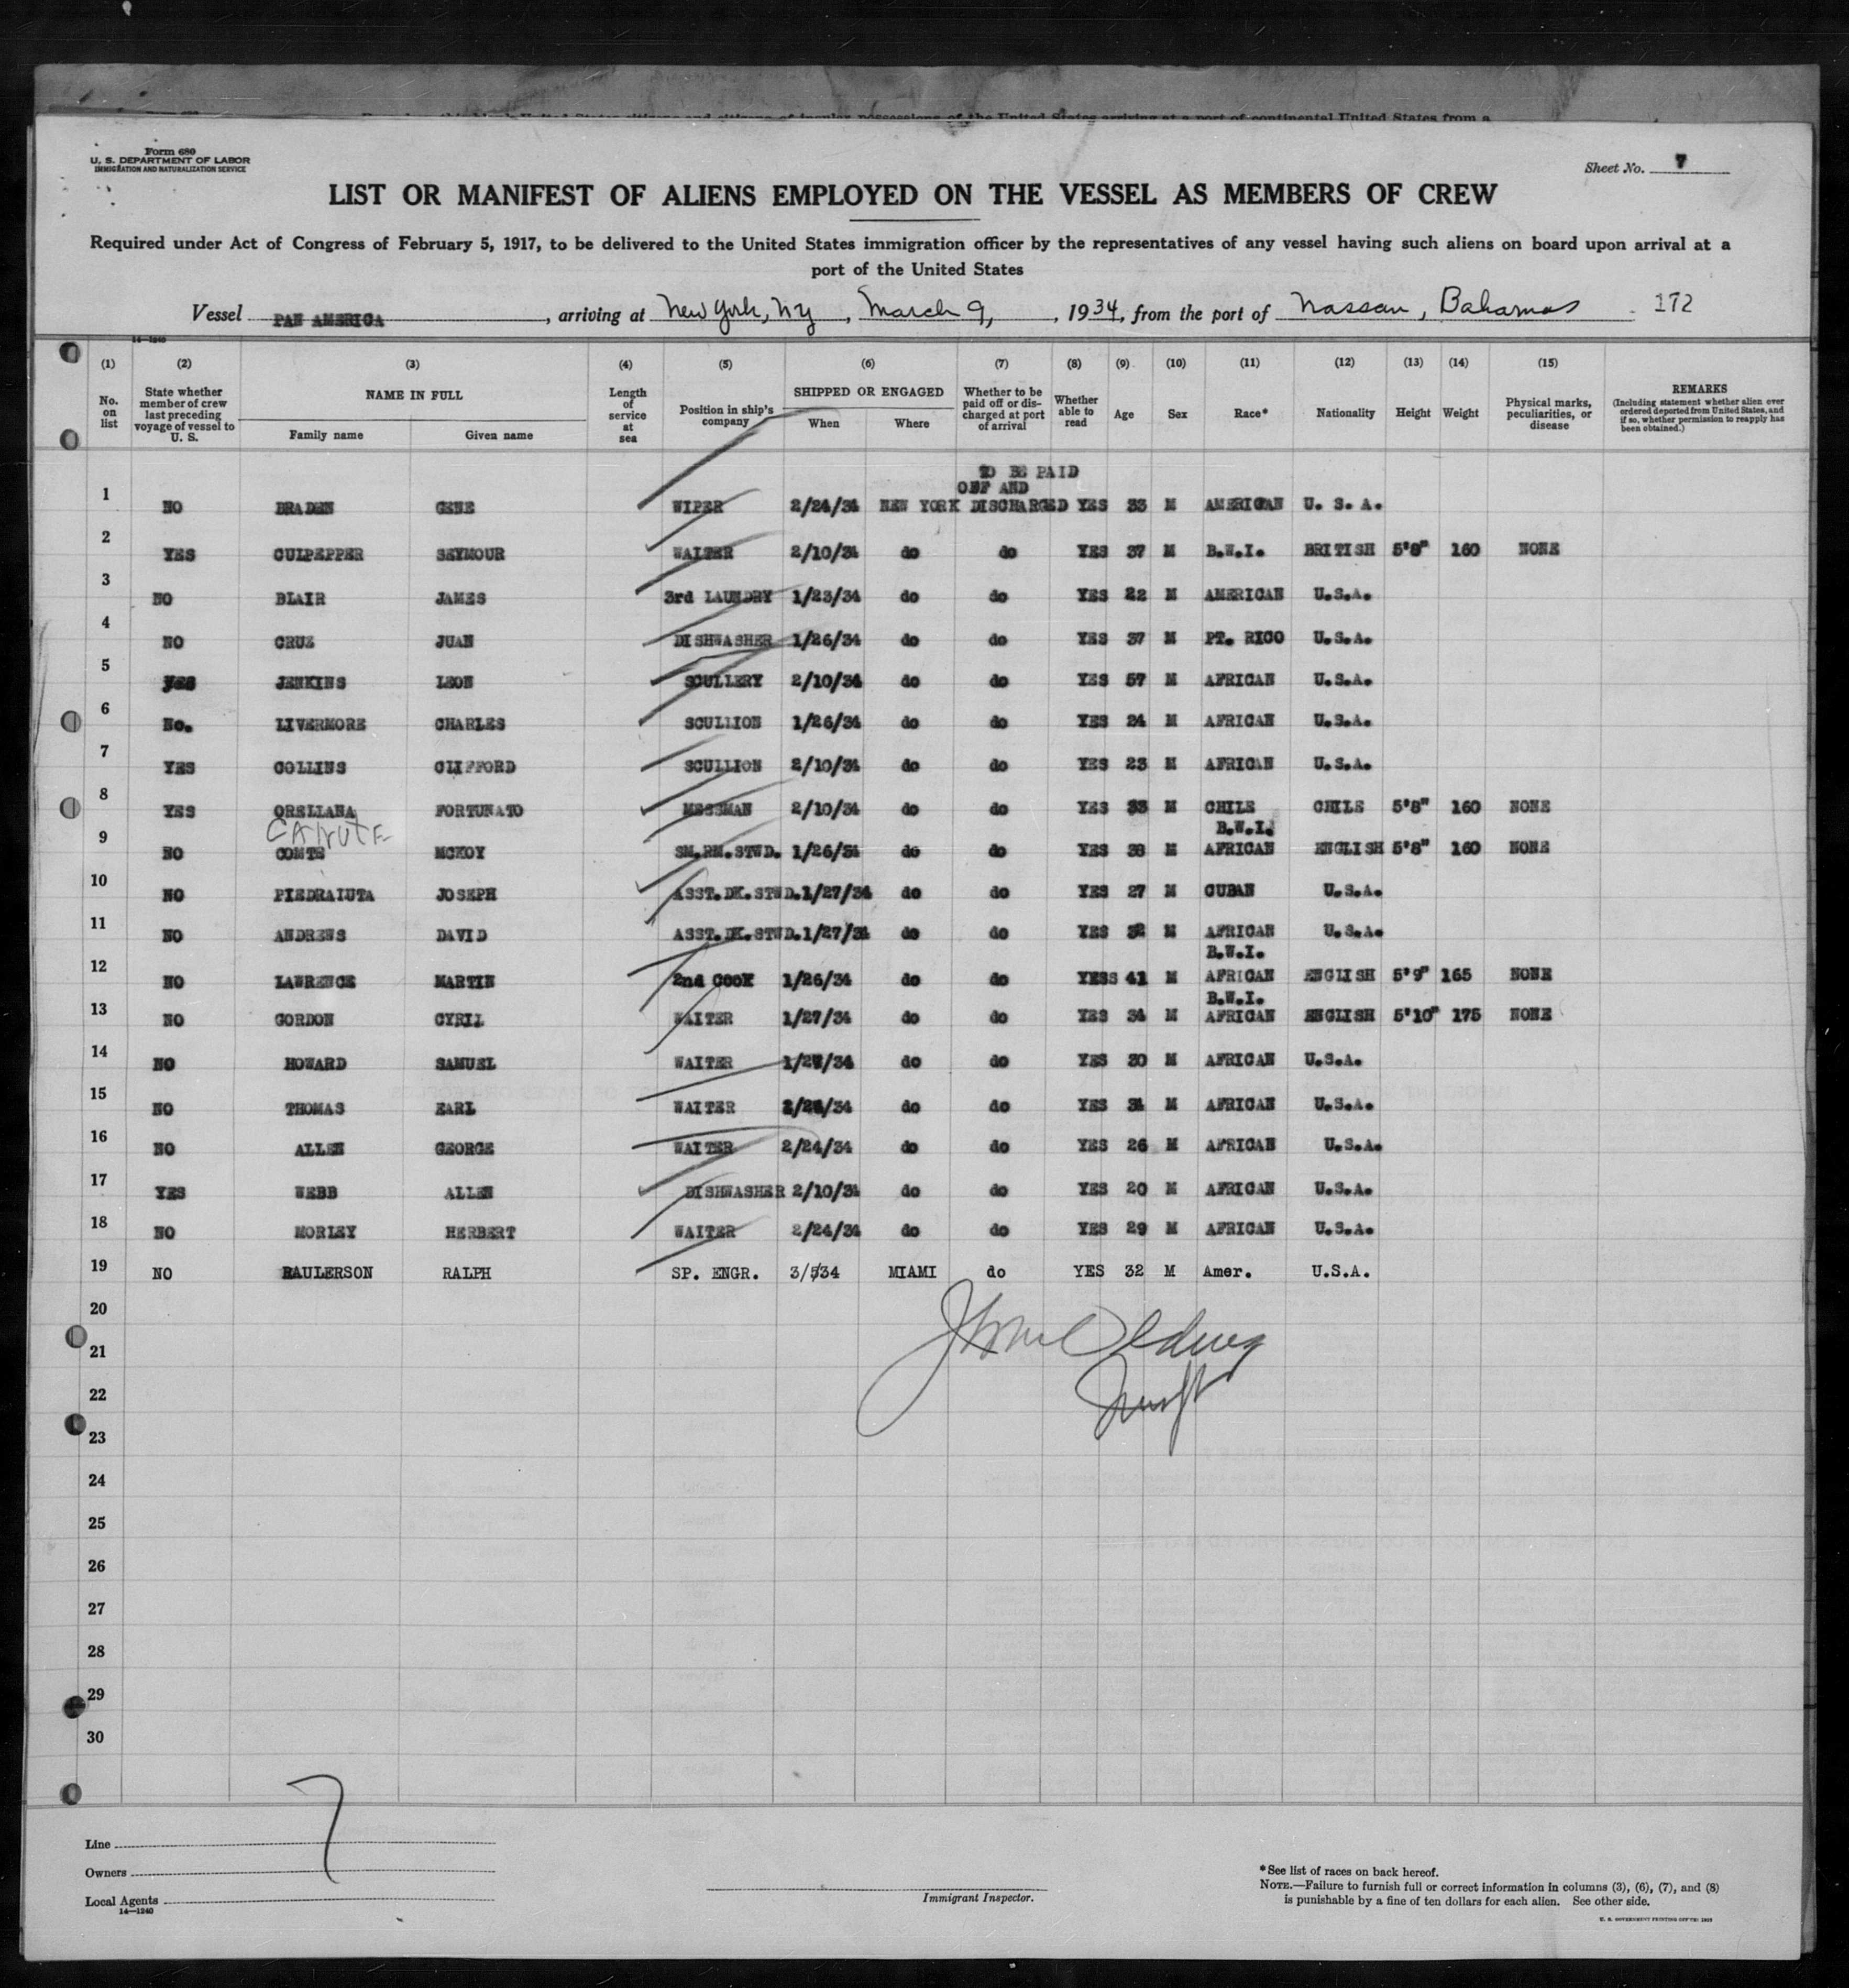 Form 680
U. S. DEPARTMENT OF LABOR
IMMIGRATION AND NATURALIZATION SERVICE
Sheet No. 7
LIST OR MANIFEST OF ALIENS EMPLOYED ON THE VESSEL AS MEMBERS OF CREW
Required under Act of Congress of February 5, 1917, to be delivered to the United States immigration officer by the representatives of any vessel having such aliens on board upon arrival at a
port of the United States
Vessel PAN AMERICA, arriving at New York, NY, March 9, 1934, from the port of Nassau, Bahamas 172
14—1240
(1) (2) (3) (4) (5) (6) (7) (8) (9) (10) (11) (12) (13) (14) (15)
No. on list
State whether member of crew last preceding voyage of vessel to U. S.
NAME IN FULL
Family name Given name
Length of service at sea
Position in ship's company
SHIPPED OR ENGAGED
When Where
Whether to be paid off or discharged at port of arrival
Whether able to read
Age
Sex
Race*
Nationality
Height
Weight
Physical marks, peculiarities, or disease
REMARKS
(Including statement whether alien ever ordered deported from United States, and if so, whether permission to reapply has been obtained.)
TO BE PAID
OFF AND
1 NO BRADEN GENE WIPER 2/24/34 NEW YORK DISCHARGED YES 33 M AMERICAN U. S. A.
2 YES CULPEPPER SEYMOUR WAITER 2/10/34 do do YES 37 M B.W.I. BRITISH 5'8" 160 NONE
3 NO BLAIR JAMES 3rd LAUNDRY 1/23/34 do do YES 22 M AMERICAN U.S.A.
4 NO CRUZ JUAN DISHWASHER 1/26/34 do do YES 37 M PT. RICO U.S.A.
5 YES JENKINS LEON SCULLERY 2/10/34 do do YES 57 M AFRICAN U.S.A.
6 No. LIVERMORE CHARLES SCULLION 1/26/34 do do YES 24 M AFRICAN U.S.A.
7 YES COLLINS CLIFFORD SCULLION 2/10/34 do do YES 23 M AFRICAN U.S.A.
8 YES ORELLANA FORTUNATO MESSMAN 2/10/34 do do YES 33 M CHILE CHILE 5'8" 160 NONE
CANUTE B.W.I.
9 NO COMTE MCKOY SM.RM.STWD. 1/26/34 do do YES 38 M AFRICAN ENGLISH 5'8" 160 NONE
10 NO PIEDRAIUTA JOSEPH ASST.DK.STWD. 1/27/34 do do YES 27 M CUBAN U.S.A.
11 NO ANDREWS DAVID ASST.DK.STWD. 1/27/34 do do YES 32 M AFRICAN U.S.A.
B.W.I.
12 NO LAWRENCE MARTIN 2nd COOK 1/26/34 do do YESS 41 M AFRICAN ENGLISH 5'9" 165 NONE
B.W.I.
13 NO GORDON CYRIL WAITER 1/27/34 do do YES 34 M AFRICAN ENGLISH 5'10" 175 NONE
14 NO HOWARD SAMUEL WAITER 1/27/34 do do YES 30 M AFRICAN U.S.A.
15 NO THOMAS EARL WAITER 2/24/34 do do YES 31 M AFRICAN U.S.A.
16 NO ALLEN GEORGE WAITER 2/24/34 do do YES 26 M AFRICAN U.S.A.
17 YES WEBB ALLEN DISHWASHER 2/10/34 do do YES 20 M AFRICAN U.S.A.
18 NO MORLEY HERBERT WAITER 2/24/34 do do YES 29 M AFRICAN U.S.A.
19 NO RAULERSON RALPH SP. ENGR. 3/5/34 MIAMI do YES 32 M Amer. U.S.A.
20
21
22
23
24
25
26
27
28
29
30
7
Line
Owners
Local Agents
14—1240
Immigrant Inspector.
*See list of races on back hereof.
NOTE.—Failure to furnish full or correct information in columns (3), (6), (7), and (8)
is punishable by a fine of ten dollars for each alien. See other side.